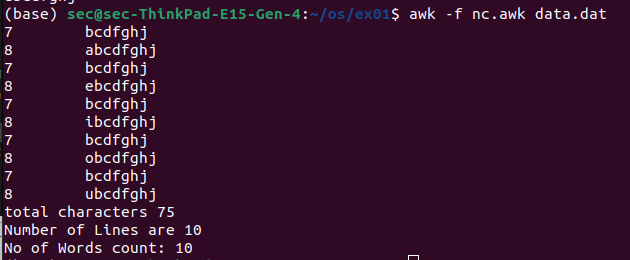 (base) sec@sec-ThinkPad-E15-Gen-4:~/os/ex01$ awk -f nc.awk data.dat
7 bcdfghj
8 abcdfghj
7 bcdfghj
8 ebcdfghj
7 bcdfghj
8 ibcdfghj
7 bcdfghj
8 obcdfghj
7 bcdfghj
8 ubcdfghj
total characters 75
Number of Lines are 10
No of Words count: 10